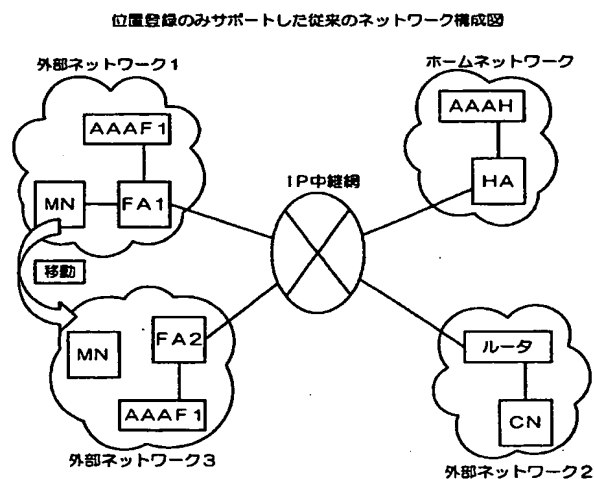 位置登録のみサポートした従来のネットワーク構成図
外部ネットワーク1
ホームネットワーク
AAAF1
AAAH
MN
FA1
IP中継網
HA
移動
MN
FA2
ルータ
AAAF1
CN
外部ネットワーク3
外部ネットワーク2